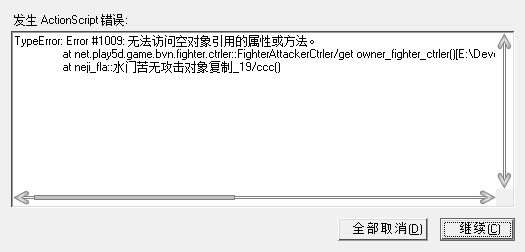 发生 ActionScript 错误:
TypeError: Error #1009: 无法访问空对象引用的属性或方法。
at net.play5d.game.bvn.fighter.ctrler::FighterAttackerCtrler/get owner_fighter_ctrler()[E:\Deve
at neji_fla::水门苦无攻击对象复制_19/ccc()
全部取消(D) 继续(C)